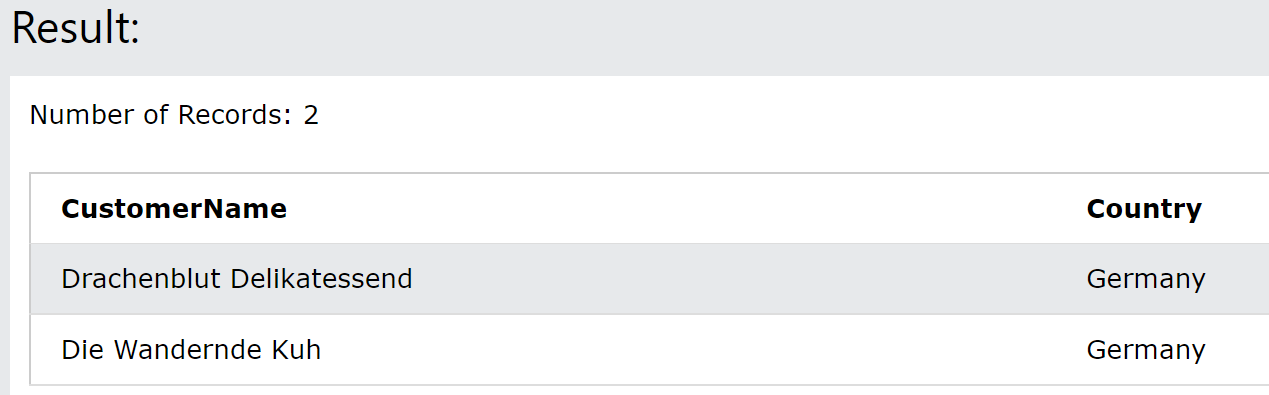 Result:
Number of Records: 2
CustomerName Country
Drachenblut Delikatessend Germany
Die Wandernde Kuh Germany